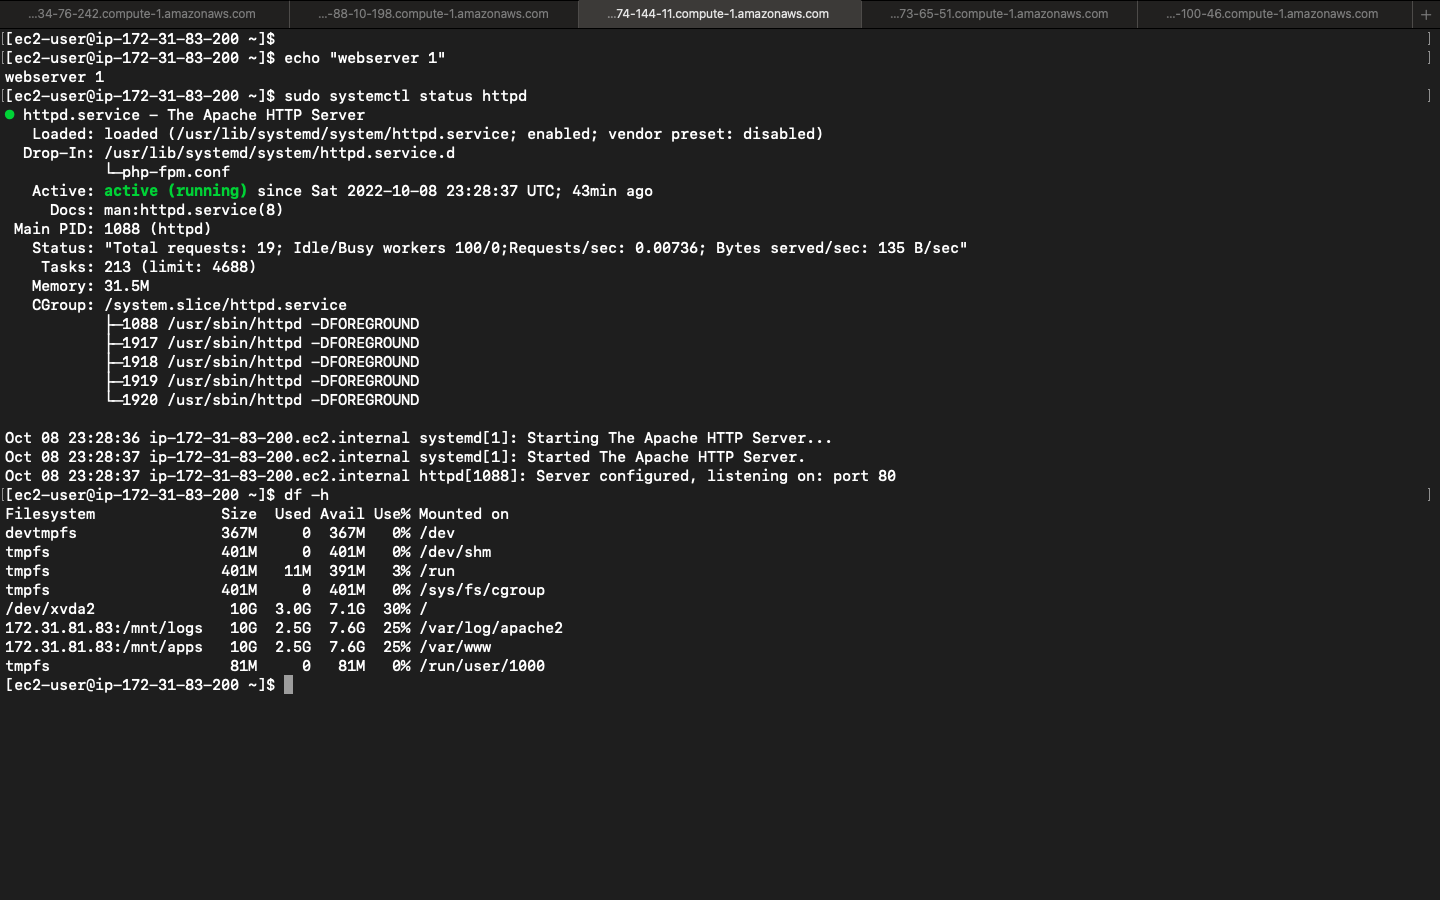 ...34-76-242.compute-1.amazonaws.com ...-88-10-198.compute-1.amazonaws.com ...74-144-11.compute-1.amazonaws.com ...73-65-51.compute-1.amazonaws.com ...-100-46.compute-1.amazonaws.com +
[[ec2-user@ip-172-31-83-200 ~]$ ]
[[ec2-user@ip-172-31-83-200 ~]$ echo "webserver 1" ]
webserver 1
[[ec2-user@ip-172-31-83-200 ~]$ sudo systemctl status httpd ]
● httpd.service - The Apache HTTP Server
   Loaded: loaded (/usr/lib/systemd/system/httpd.service; enabled; vendor preset: disabled)
  Drop-In: /usr/lib/systemd/system/httpd.service.d
           └─php-fpm.conf
   Active: active (running) since Sat 2022-10-08 23:28:37 UTC; 43min ago
     Docs: man:httpd.service(8)
 Main PID: 1088 (httpd)
   Status: "Total requests: 19; Idle/Busy workers 100/0;Requests/sec: 0.00736; Bytes served/sec: 135 B/sec"
    Tasks: 213 (limit: 4688)
   Memory: 31.5M
   CGroup: /system.slice/httpd.service
           ├─1088 /usr/sbin/httpd -DFOREGROUND
           ├─1917 /usr/sbin/httpd -DFOREGROUND
           ├─1918 /usr/sbin/httpd -DFOREGROUND
           ├─1919 /usr/sbin/httpd -DFOREGROUND
           └─1920 /usr/sbin/httpd -DFOREGROUND

Oct 08 23:28:36 ip-172-31-83-200.ec2.internal systemd[1]: Starting The Apache HTTP Server...
Oct 08 23:28:37 ip-172-31-83-200.ec2.internal systemd[1]: Started The Apache HTTP Server.
Oct 08 23:28:37 ip-172-31-83-200.ec2.internal httpd[1088]: Server configured, listening on: port 80
[[ec2-user@ip-172-31-83-200 ~]$ df -h ]
Filesystem              Size  Used Avail Use% Mounted on
devtmpfs                367M     0  367M   0% /dev
tmpfs                   401M     0  401M   0% /dev/shm
tmpfs                   401M   11M  391M   3% /run
tmpfs                   401M     0  401M   0% /sys/fs/cgroup
/dev/xvda2               10G  3.0G  7.1G  30% /
172.31.81.83:/mnt/logs   10G  2.5G  7.6G  25% /var/log/apache2
172.31.81.83:/mnt/apps   10G  2.5G  7.6G  25% /var/www
tmpfs                    81M     0   81M   0% /run/user/1000
[ec2-user@ip-172-31-83-200 ~]$